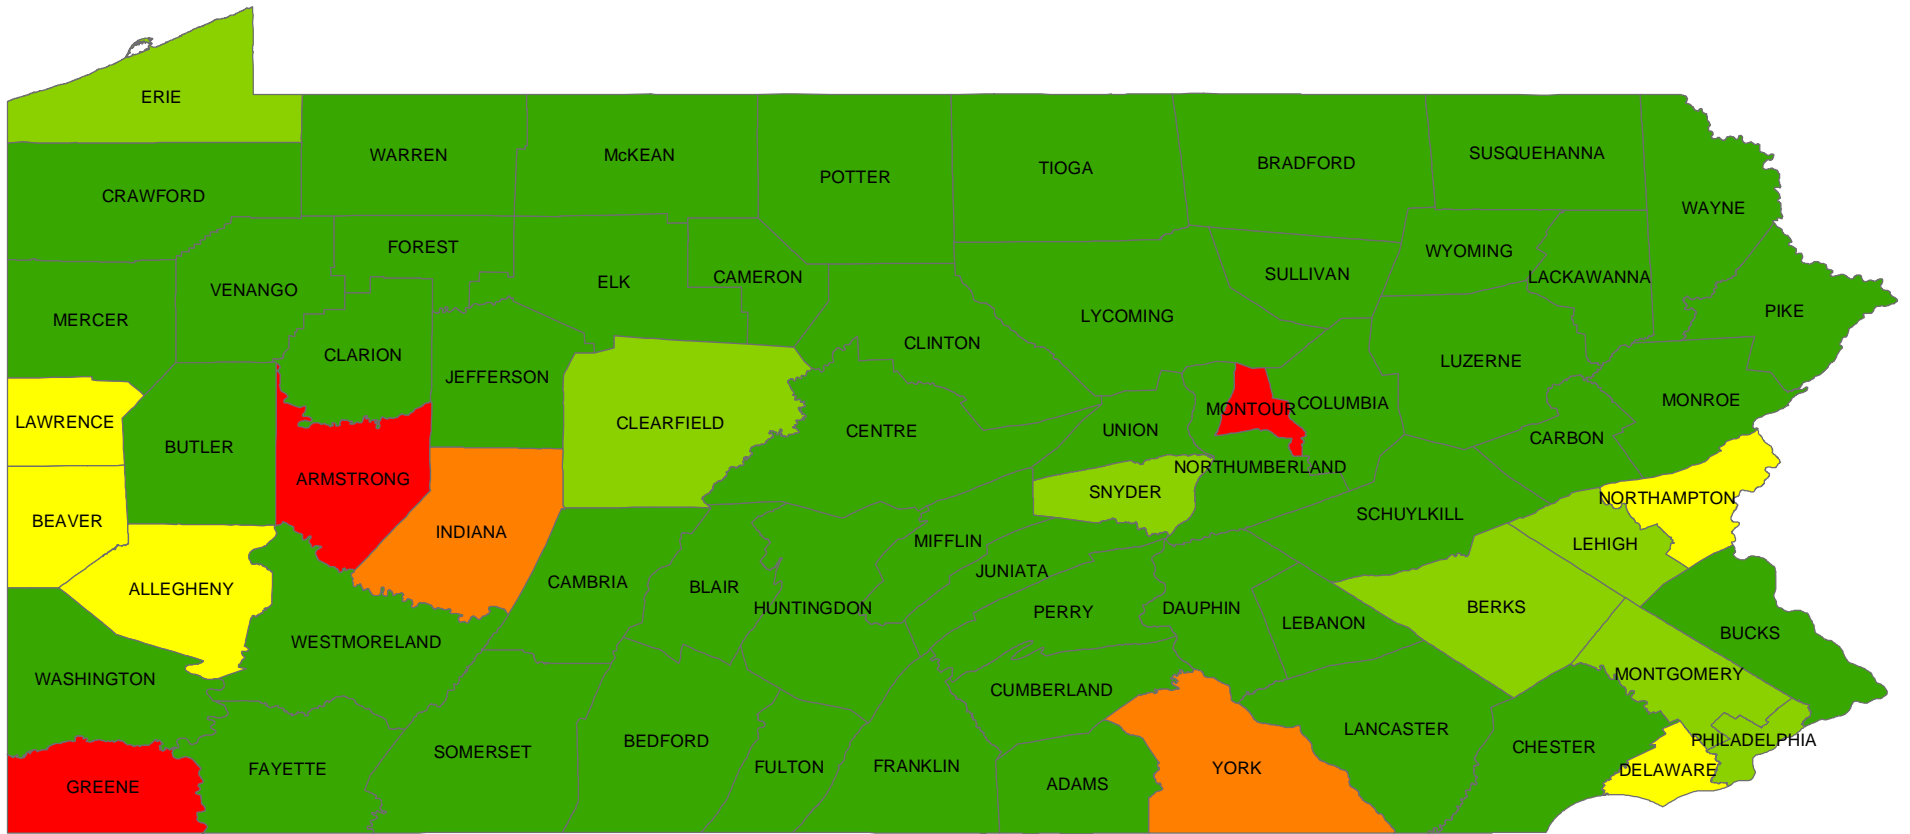 ERIE
WARREN
McKEAN
POTTER
TIOGA
BRADFORD
SUSQUEHANNA
CRAWFORD
WAYNE
FOREST
WYOMING
VENANGO
ELK
CAMERON
SULLIVAN
LACKAWANNA
MERCER
LYCOMING
PIKE
CLARION
CLINTON
JEFFERSON
LUZERNE
LAWRENCE
CLEARFIELD
MONTOUR
COLUMBIA
MONROE
BUTLER
CENTRE
UNION
CARBON
ARMSTRONG
NORTHUMBERLAND
SNYDER
NORTHAMPTON
BEAVER
INDIANA
SCHUYLKILL
MIFFLIN
LEHIGH
ALLEGHENY
CAMBRIA
BLAIR
JUNIATA
HUNTINGDON
PERRY
DAUPHIN
BERKS
WESTMORELAND
LEBANON
BUCKS
WASHINGTON
CUMBERLAND
MONTGOMERY
SOMERSET
BEDFORD
LANCASTER
CHESTER
PHILADELPHIA
GREENE
FAYETTE
FULTON
FRANKLIN
ADAMS
YORK
DELAWARE